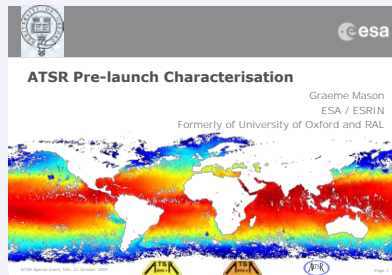 esa
ATSR Pre-launch Characterisation
Graeme Mason
ESA / ESRIN
Formerly of University of Oxford and RAL
ATSR Special Event, RAL, 22 October 2009
Page 1